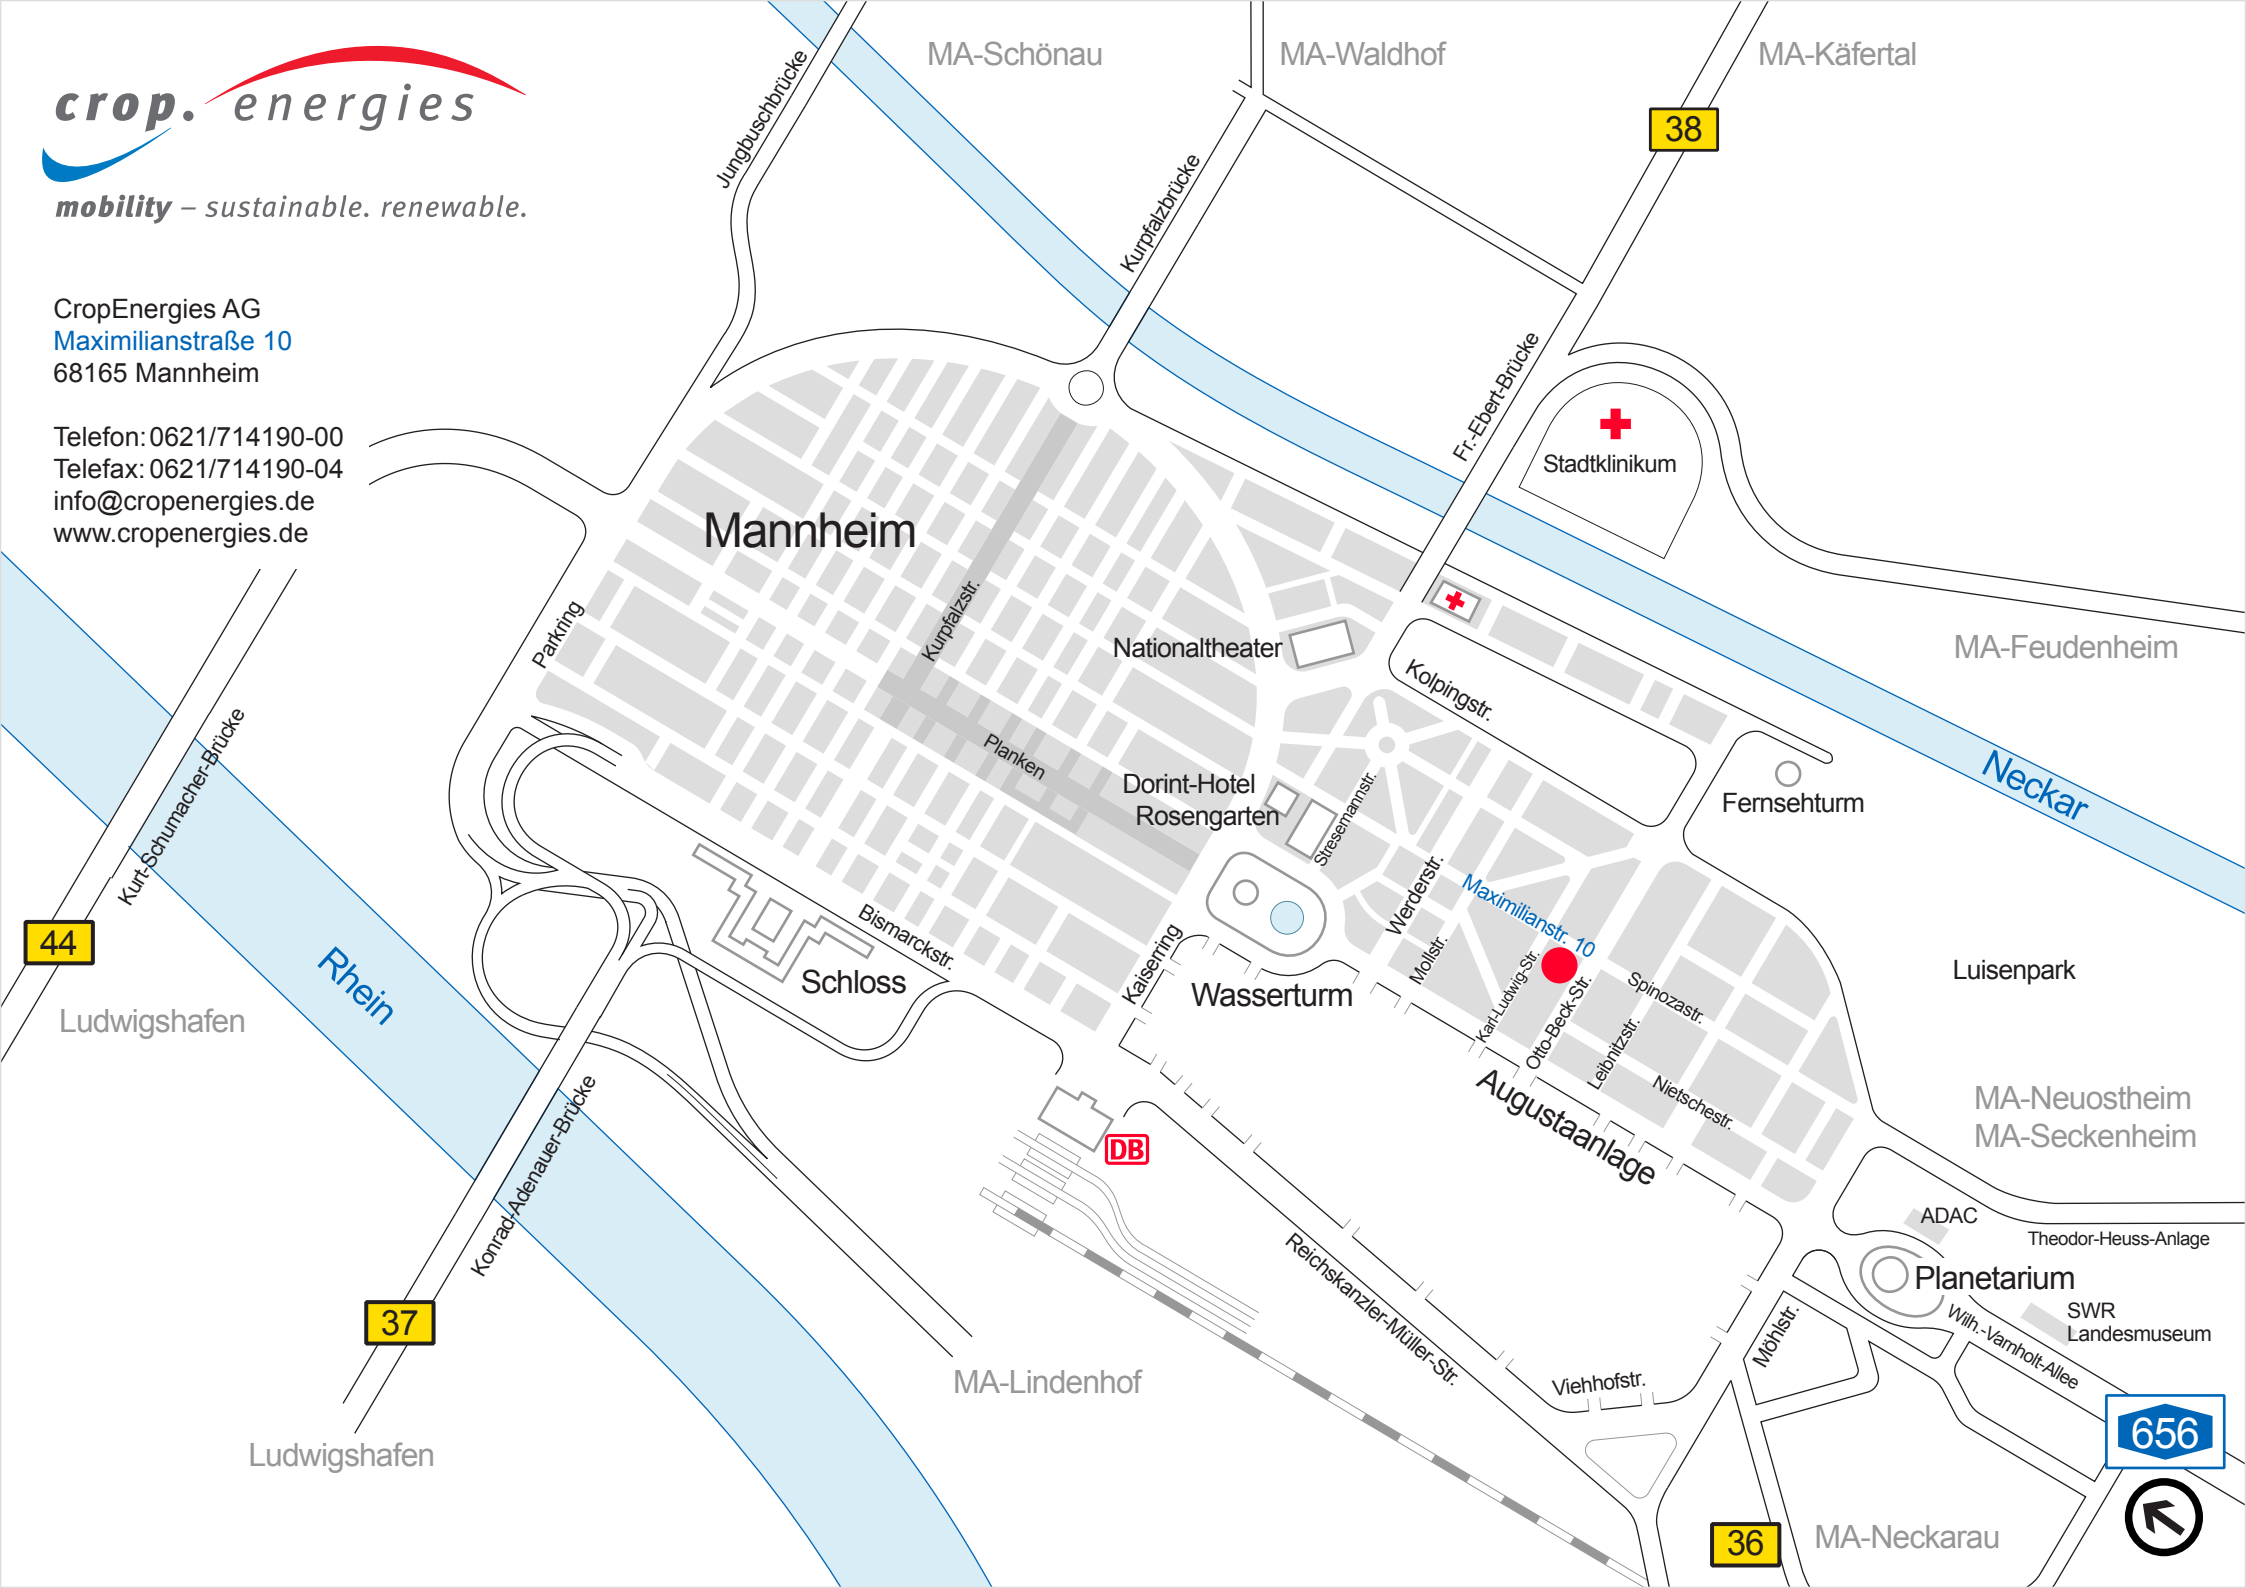 crop. energies
mobility – sustainable. renewable.
CropEnergies AG
Maximilianstraße 10
68165 Mannheim
Telefon: 0621/714190-00
Telefax: 0621/714190-04
info@cropenergies.de
www.cropenergies.de
MA-Schönau
MA-Waldhof
MA-Käfertal
38
Jungbuschbrücke
Kurpfalzbrücke
Fr.-Ebert-Brücke
Stadtklinikum
Mannheim
Kurpfalzstr.
Parkring
Nationaltheater
Kolpingstr.
MA-Feudenheim
Neckar
Planken
Dorint-Hotel
Rosengarten
Stresemannstr.
Fernsehturm
Kurt-Schumacher-Brücke
44
Rhein
Ludwigshafen
Bismarckstr.
Schloss
Kaiserring
Wasserturm
Werderstr.
Mollstr.
Maximilianstr. 10
Karl-Ludwig-Str.
Otto-Beck-Str.
Leibnitzstr.
Spinozastr.
Nietschestr.
Augustaanlage
Luisenpark
MA-Neuostheim
MA-Seckenheim
Konrad-Adenauer-Brücke
37
Ludwigshafen
DB
MA-Lindenhof
Reichskanzler-Müller-Str.
Viehhofstr.
Möhlstr.
ADAC
Theodor-Heuss-Anlage
Planetarium
SWR
Landesmuseum
Wilh.-Varnholt-Allee
656
36
MA-Neckarau